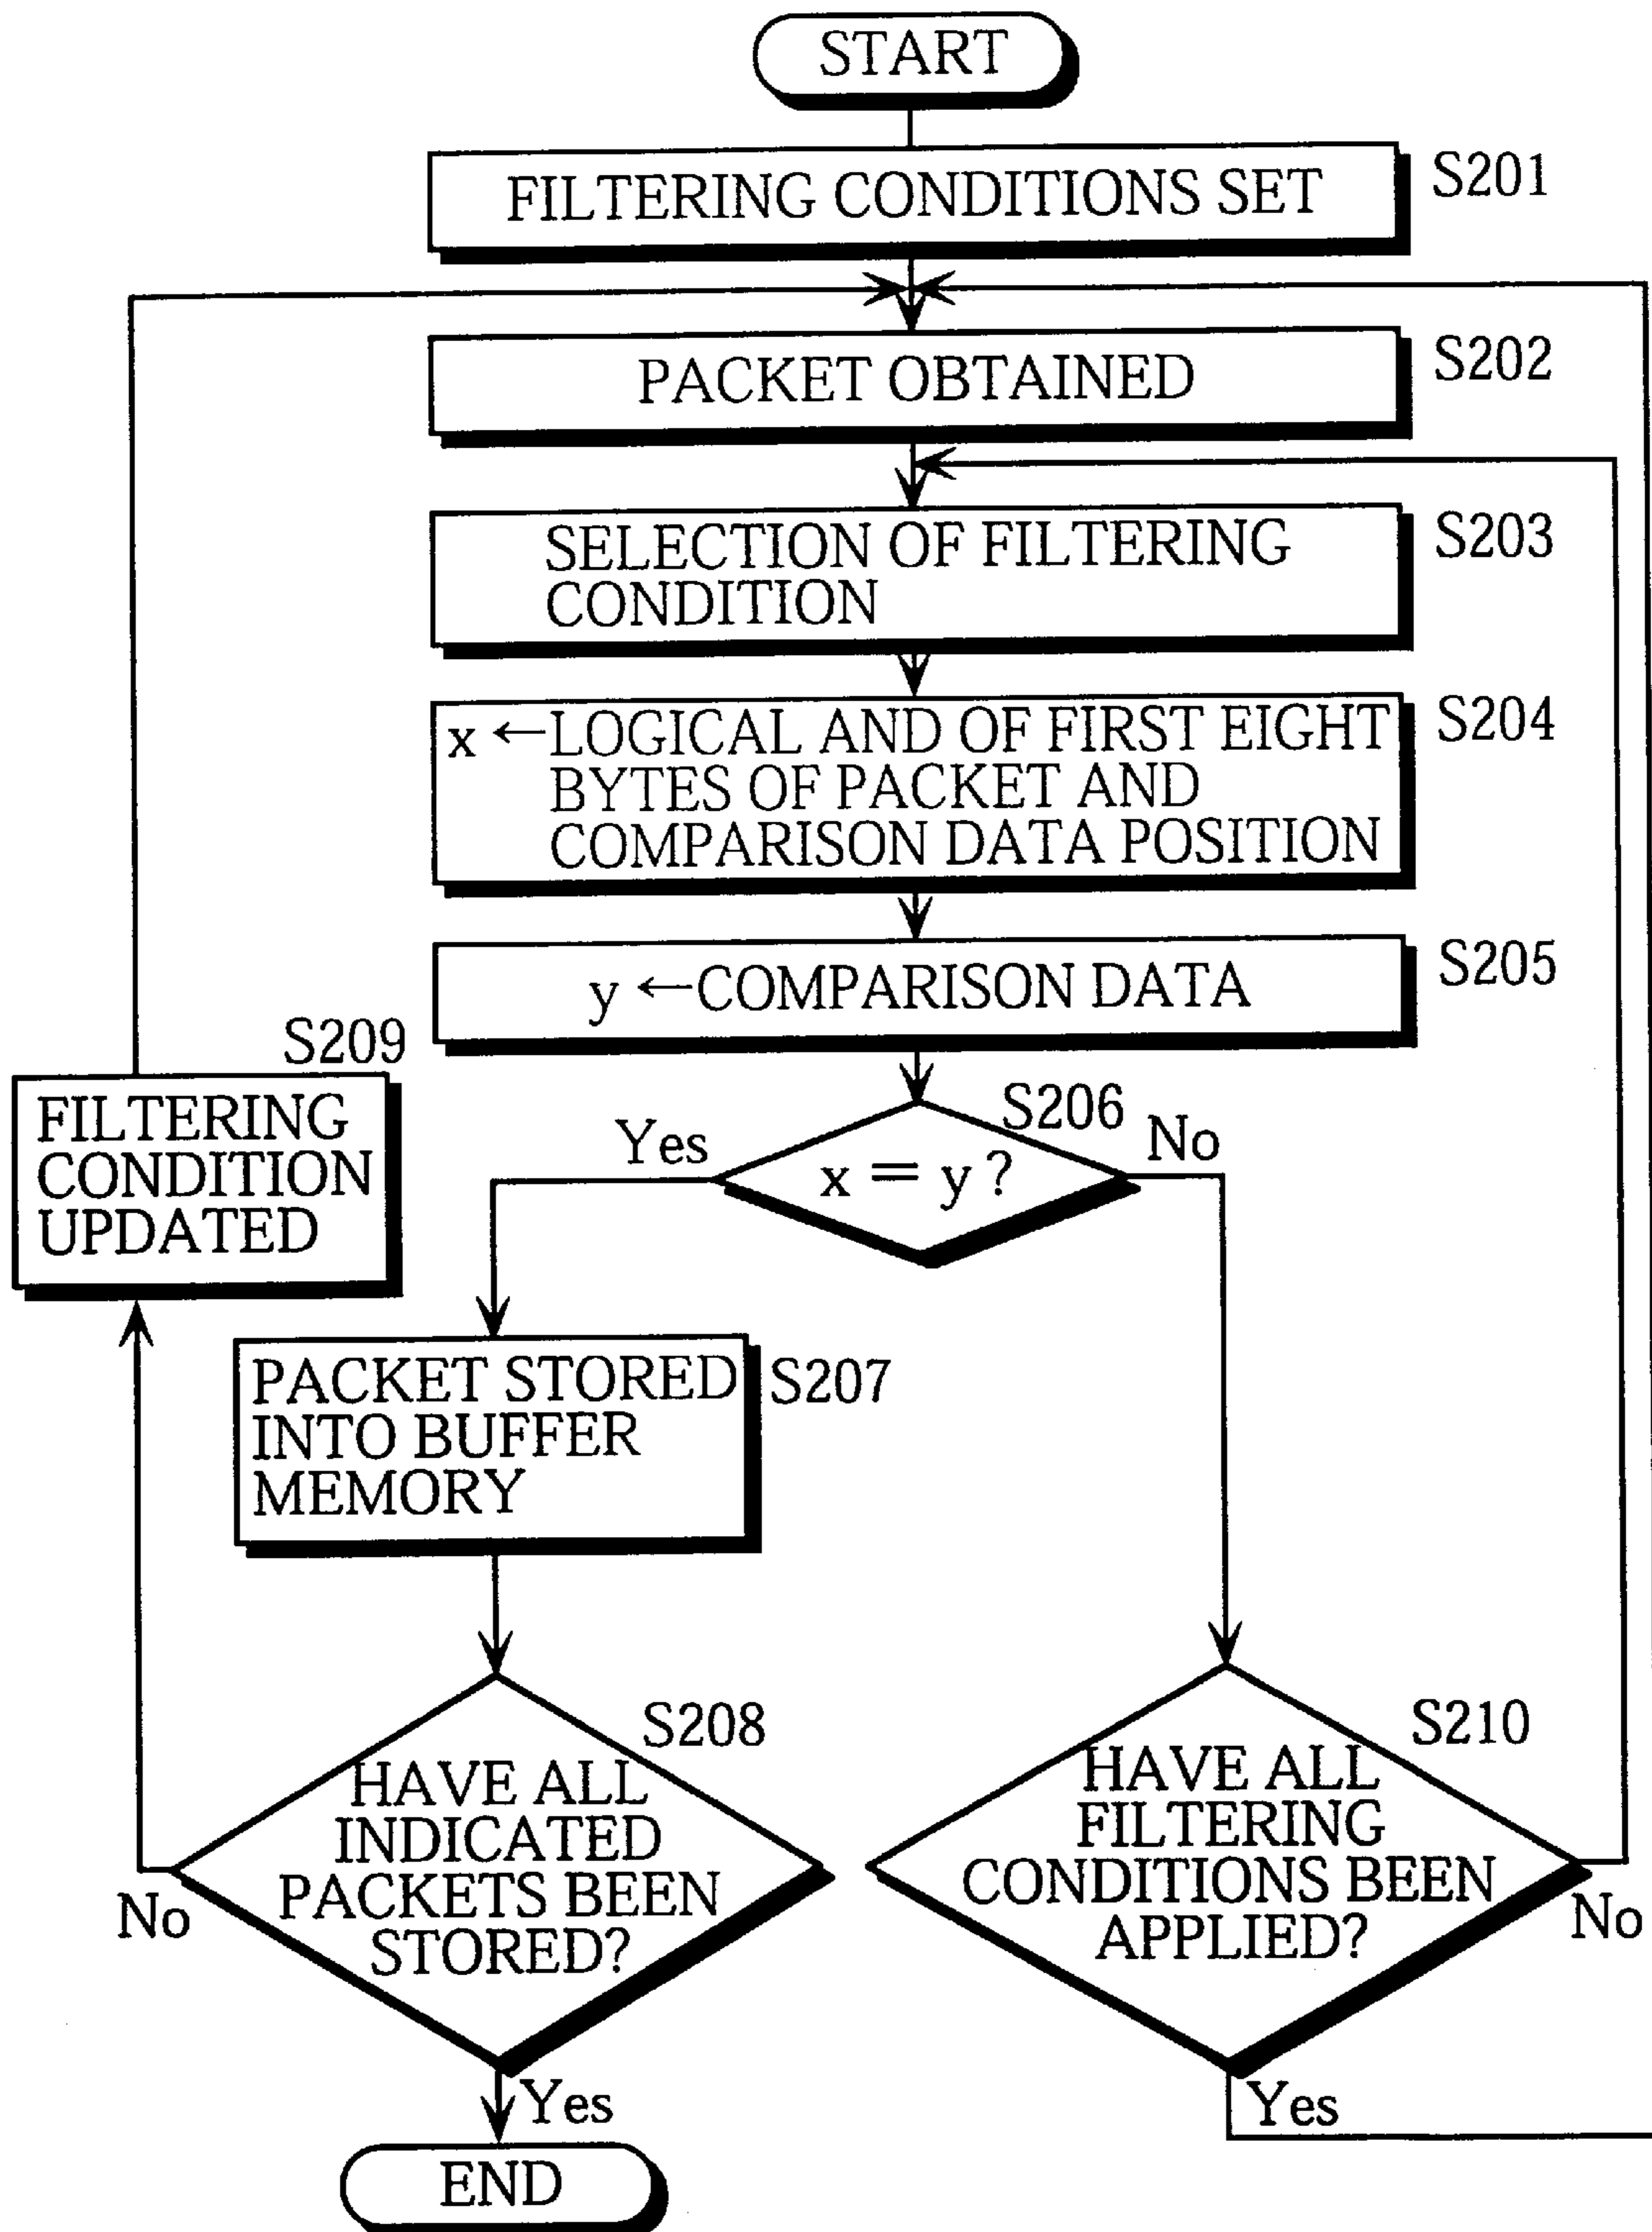 START
FILTERING CONDITIONS SET
S201
PACKET OBTAINED
S202
SELECTION OF FILTERING
CONDITION
S203
x ←LOGICAL AND OF FIRST EIGHT
BYTES OF PACKET AND
COMPARISON DATA POSITION
S204
y ←COMPARISON DATA
S205
S209
FILTERING
CONDITION
UPDATED
S206
Yes
x = y ?
No
PACKET STORED
INTO BUFFER
MEMORY
S207
S208
HAVE ALL
INDICATED
PACKETS BEEN
STORED?
No
Yes
S210
HAVE ALL
FILTERING
CONDITIONS BEEN
APPLIED?
No
Yes
END